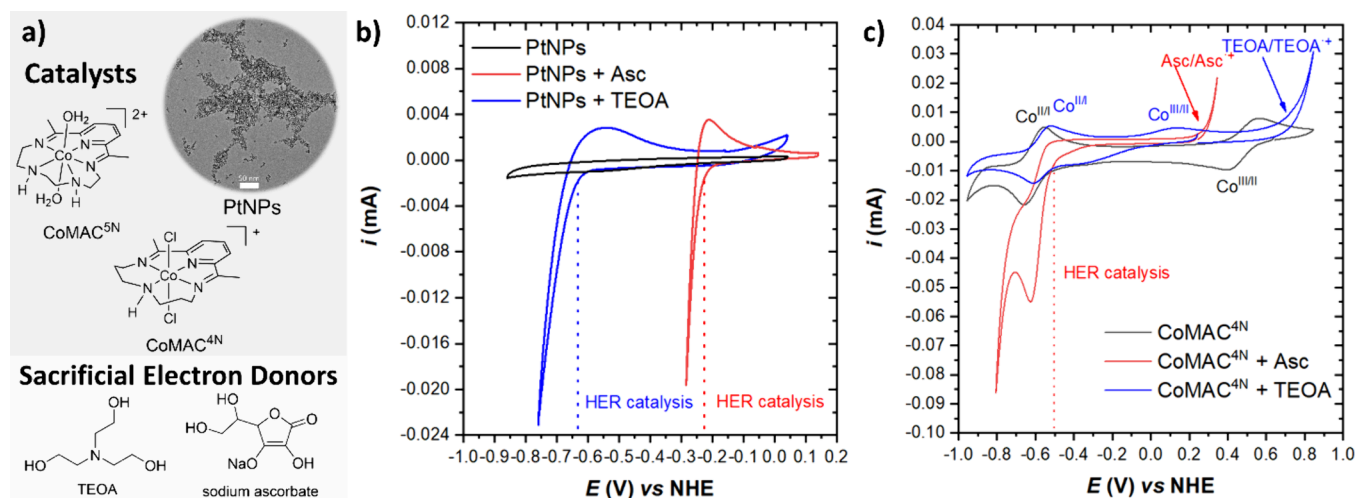 a)
Catalysts
OH2
2+
N
N
Co
N
N
N
H
H
H2O
CoMAC5N
50 nm
PtNPs
+
Cl
N
Co
N
N
N
H
Cl
CoMAC4N
Sacrificial Electron Donors
OH
HO
N
OH
TEOA
OH
HO
O
O
NaO
OH
sodium ascorbate
b)
0.012
0.008
0.004
0.000
-0.004
-0.008
-0.012
-0.016
-0.020
-0.024
i (mA)
PtNPs
PtNPs + Asc
PtNPs + TEOA
HER catalysis
HER catalysis
-1.0 -0.9 -0.8 -0.7 -0.6 -0.5 -0.4 -0.3 -0.2 -0.1 0.0 0.1 0.2
E (V) vs NHE
c)
0.04
0.03
0.02
0.01
0.00
-0.01
-0.02
-0.03
-0.04
-0.05
-0.06
-0.07
-0.08
-0.09
-0.10
i (mA)
TEOA/TEOA·+
Asc/Asc·+
CoII/I
CoII/I
CoIII/II
CoIII/II
HER catalysis
CoMAC4N
CoMAC4N + Asc
CoMAC4N + TEOA
-1.0 -0.8 -0.6 -0.4 -0.2 0.0 0.2 0.4 0.6 0.8 1.0
E (V) vs NHE